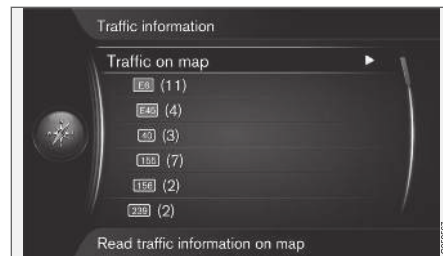 Traffic information
Traffic on map
E6 (11)
E45 (4)
40 (3)
155 (7)
156 (2)
239 (2)
Read traffic information on map